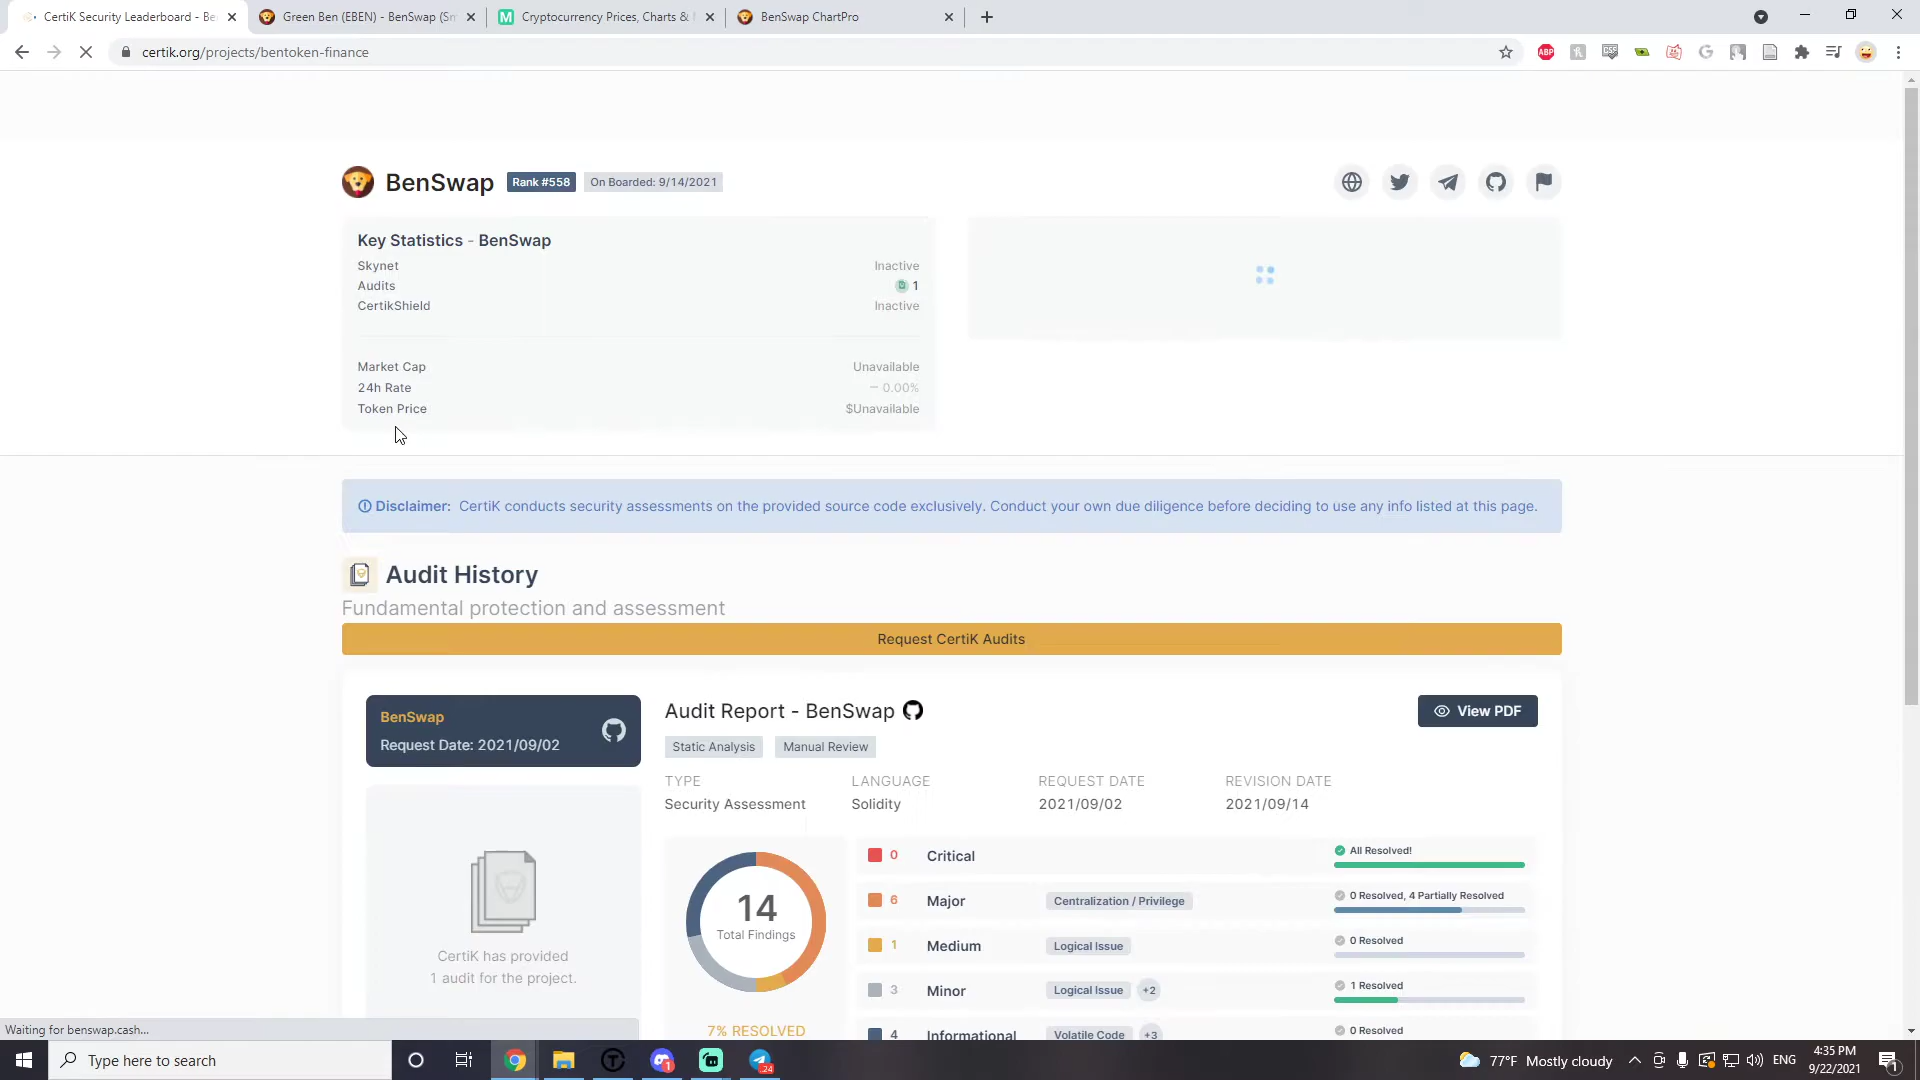 CertiK Security Leaderboard - Be
Green Ben (EBEN) - BenSwap (Sm
Cryptocurrency Prices, Charts &
BenSwap ChartPro
certik.org/projects/bentoken-finance
BenSwap
Rank #558
On Boarded: 9/14/2021
Key Statistics - BenSwap
Skynet Inactive
Audits 1
CertikShield Inactive
Market Cap Unavailable
24h Rate – 0.00%
Token Price $Unavailable
Disclaimer: CertiK conducts security assessments on the provided source code exclusively. Conduct your own due diligence before deciding to use any info listed at this page.
Audit History
Fundamental protection and assessment
Request CertiK Audits
BenSwap
Request Date: 2021/09/02
CertiK has provided
1 audit for the project.
Audit Report - BenSwap
View PDF
Static Analysis Manual Review
TYPE LANGUAGE REQUEST DATE REVISION DATE
Security Assessment Solidity 2021/09/02 2021/09/14
14
Total Findings
7% RESOLVED
0 Critical All Resolved!
6 Major Centralization / Privilege 0 Resolved, 4 Partially Resolved
1 Medium Logical Issue 0 Resolved
3 Minor Logical Issue +2 1 Resolved
4 Informational Volatile Code +3 0 Resolved
Waiting for benswap.cash...
Type here to search
77°F Mostly cloudy
ENG
4:35 PM
9/22/2021